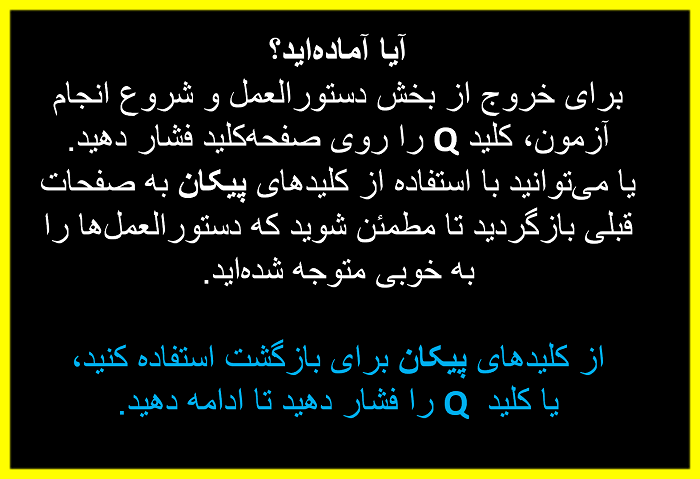 آیا آماده‌اید؟
برای خروج از بخش دستورالعمل و شروع انجام
آزمون، کلید Q را روی صفحه‌کلید فشار دهید.
یا می‌توانید با استفاده از کلیدهای پیکان به صفحات
قبلی بازگردید تا مطمئن شوید که دستورالعمل‌ها را
به خوبی متوجه شده‌اید.
از کلیدهای پیکان برای بازگشت استفاده کنید،
یا کلید Q را فشار دهید تا ادامه دهید.